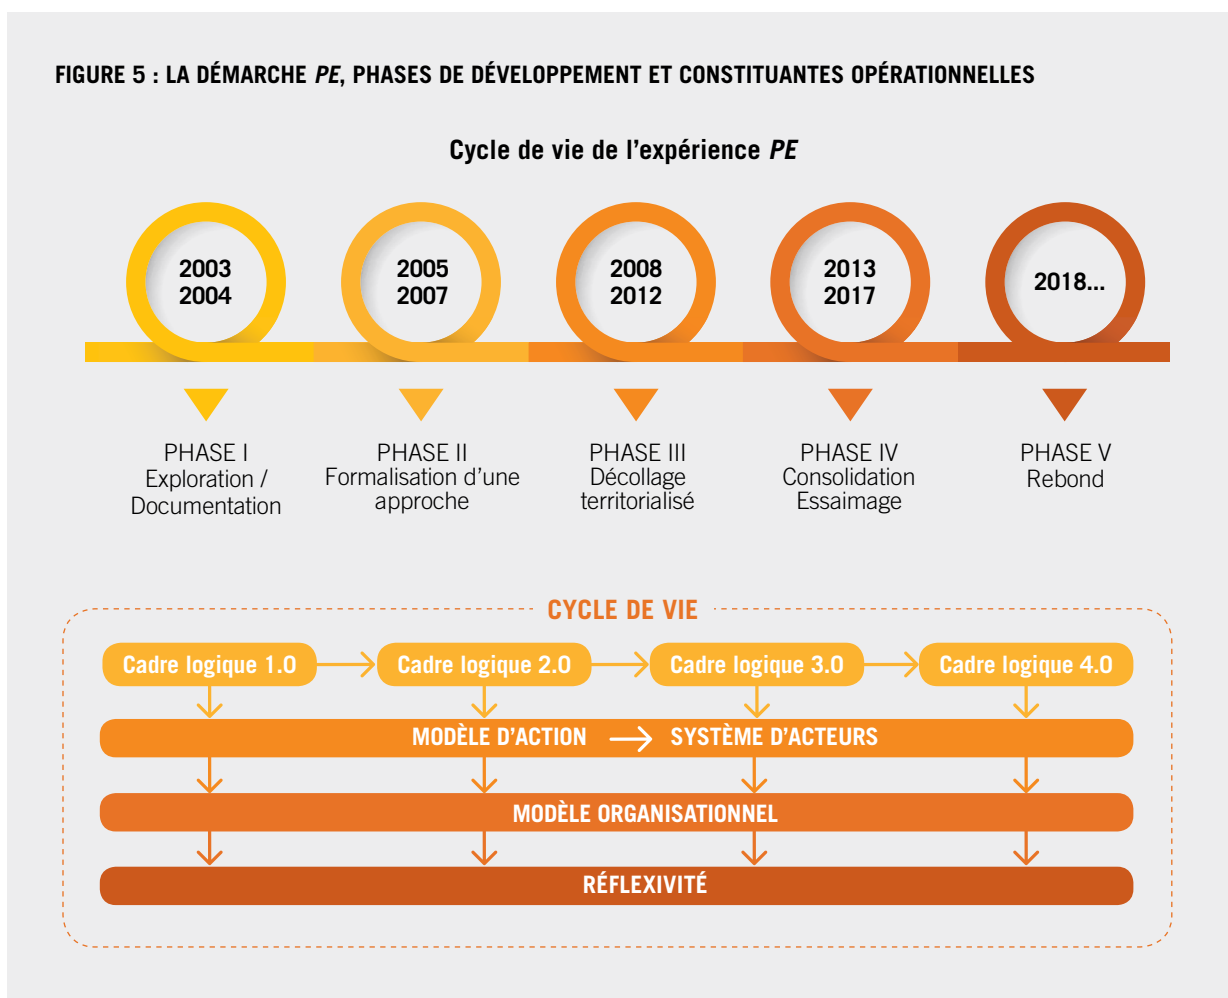 FIGURE 5 : LA DÉMARCHE PE, PHASES DE DÉVELOPPEMENT ET CONSTITUANTES OPÉRATIONNELLES
Cycle de vie de l’expérience PE
2003
2004
2005
2007
2008
2012
2013
2017
2018...
PHASE I
Exploration /
Documentation
PHASE II
Formalisation d’une
approche
PHASE III
Décollage
territorialisé
PHASE IV
Consolidation
Essaimage
PHASE V
Rebond
CYCLE DE VIE
Cadre logique 1.0
Cadre logique 2.0
Cadre logique 3.0
Cadre logique 4.0
MODÈLE D’ACTION → SYSTÈME D’ACTEURS
MODÈLE ORGANISATIONNEL
RÉFLEXIVITÉ